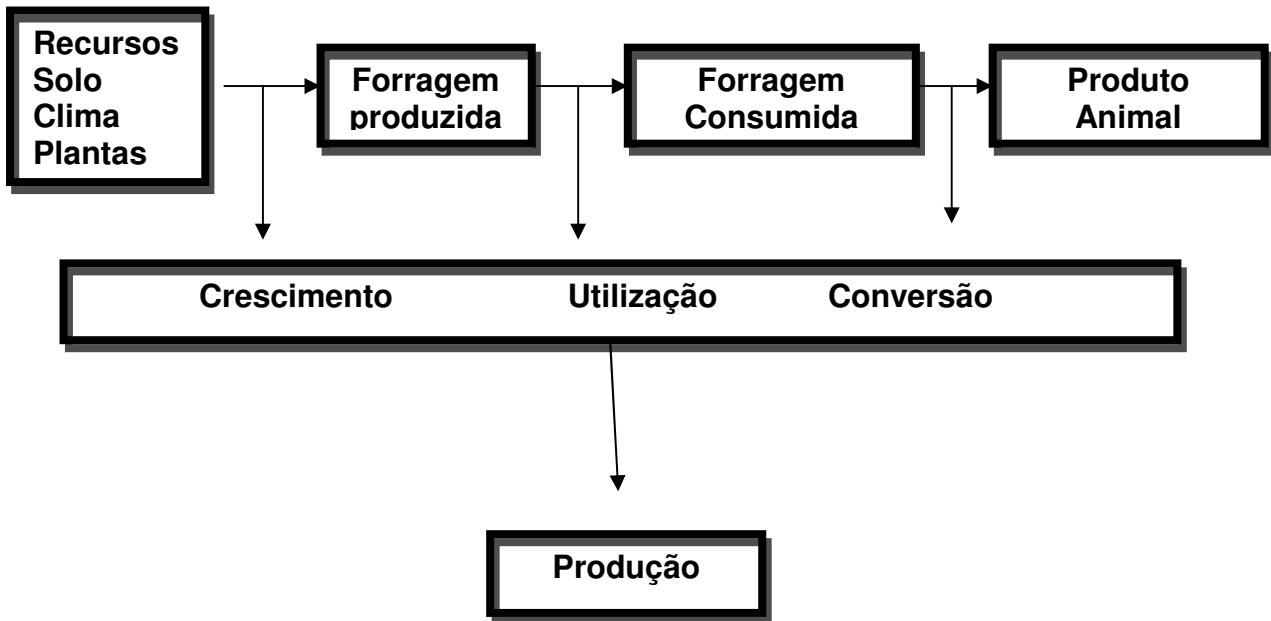 Recursos
Solo
Clima
Plantas
Forragem
produzida
Forragem
Consumida
Produto
Animal
Crescimento Utilização Conversão
Produção